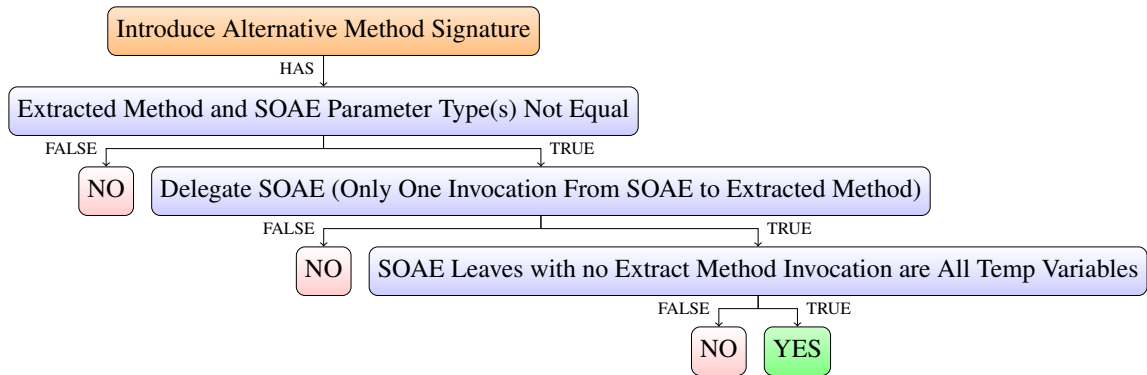 Introduce Alternative Method Signature
HAS
Extracted Method and SOAE Parameter Type(s) Not Equal
FALSE
TRUE
NO
Delegate SOAE (Only One Invocation From SOAE to Extracted Method)
FALSE
TRUE
NO
SOAE Leaves with no Extract Method Invocation are All Temp Variables
FALSE
TRUE
NO
YES